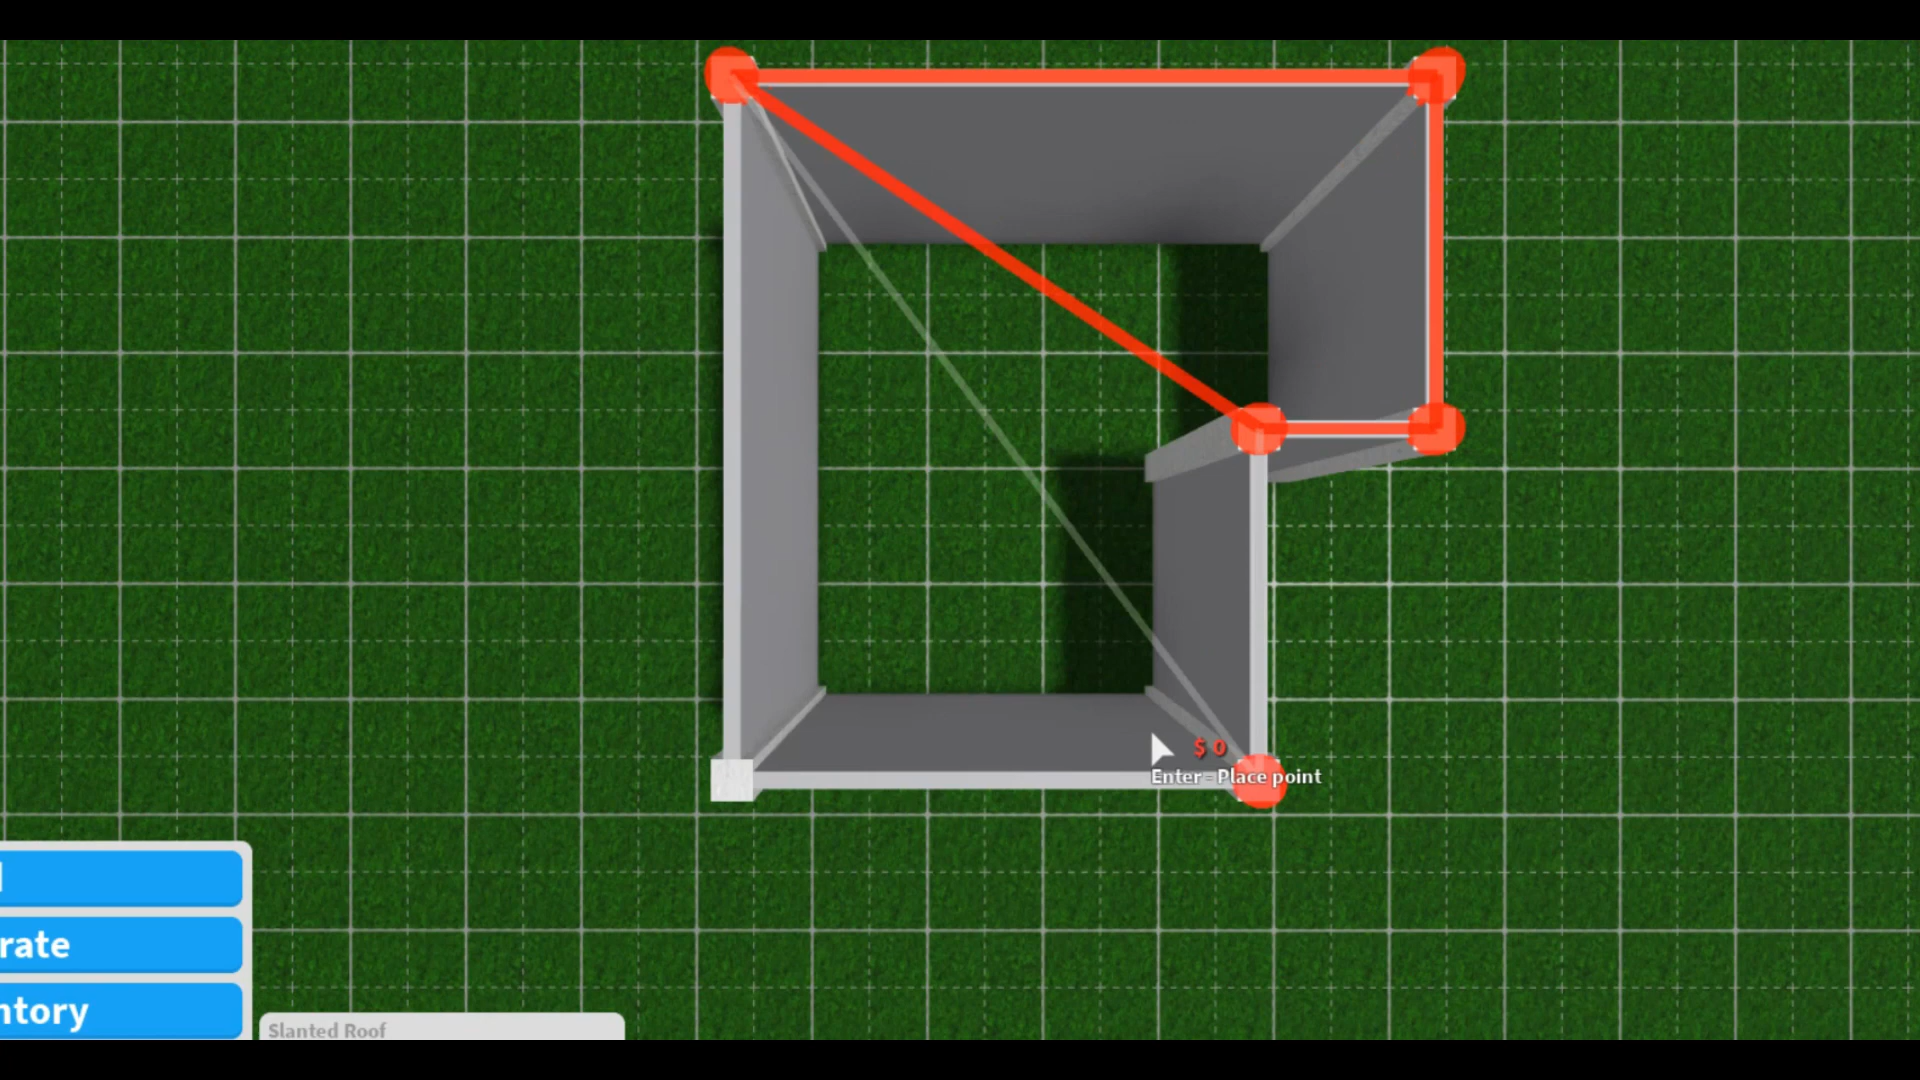 $ 0
Enter - Place point
rate
ntory
Slanted Roof